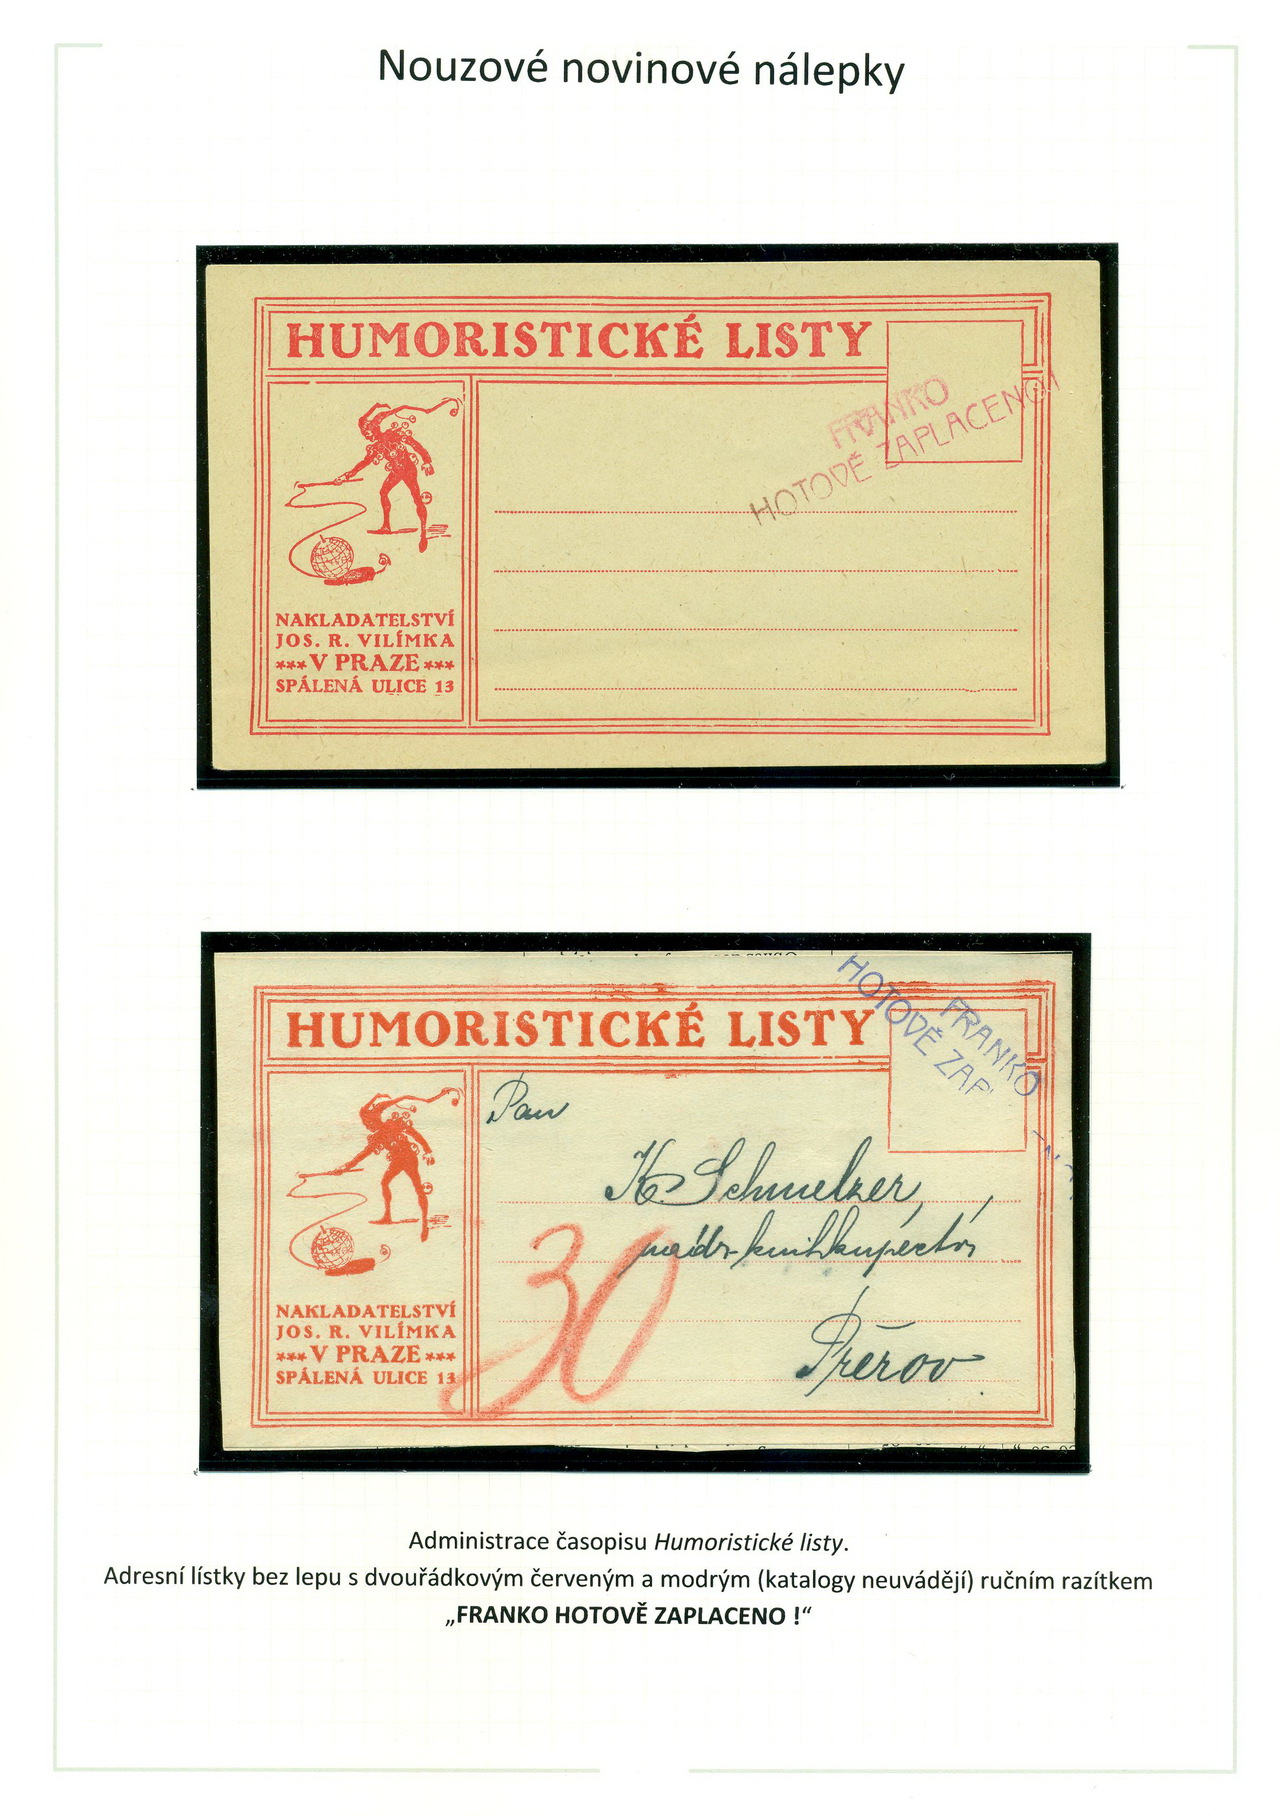 Nouzové novinové nálepky
HUMORISTICKÉ LISTY
FRANKO
HOTOVĚ ZAPLACENO!
NAKLADATELSTVÍ
JOS. R. VILÍMKA
*** V PRAZE ***
SPÁLENÁ ULICE 13
HUMORISTICKÉ LISTY
FRANKO
HOTOVĚ ZAP
Pan
K. Schmelzer,
knihkupectví
Přerov
30
NAKLADATELSTVÍ
JOS. R. VILÍMKA
*** V PRAZE ***
SPÁLENÁ ULICE 13
Administrace časopisu Humoristické listy.
Adresní lístky bez lepu s dvouřádkovým červeným a modrým (katalogy neuvádějí) ručním razítkem
„FRANKO HOTOVĚ ZAPLACENO !“